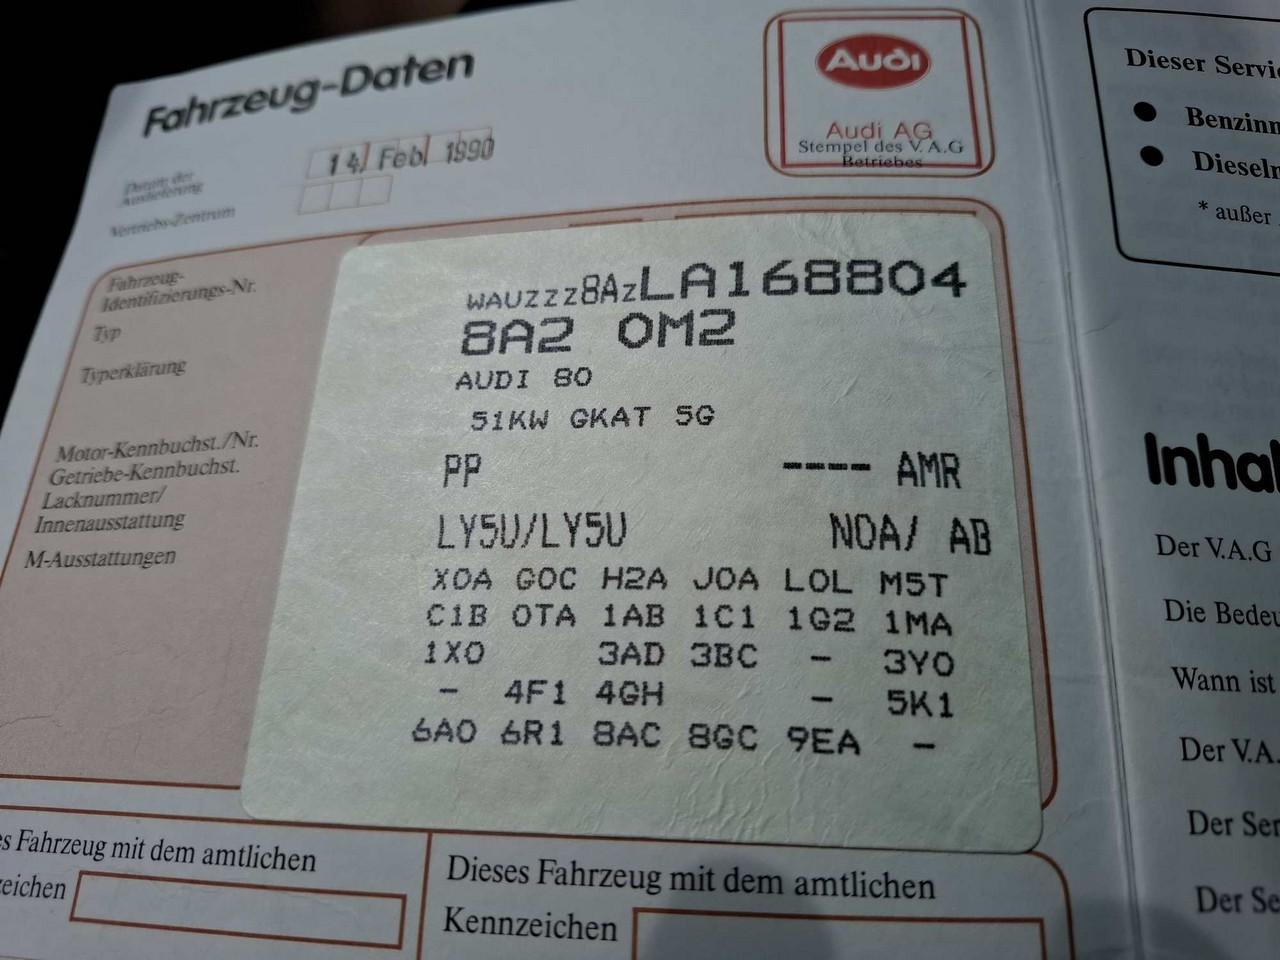 Fahrzeug-Daten
Datum der
Auslieferung
14. Feb. 1990
Vertriebs-Zentrum
Audi
Audi AG
Stempel des V.A.G
Betriebes
Fahrzeug-
Identifizierungs-Nr.
WAUZZZ8AZLA168804
Typ
8A2 0M2
Typerklärung
AUDI 80
51KW GKAT 5G
Motor-Kennbuchst./Nr.
Getriebe-Kennbuchst.
PP ---- AMR
Lacknummer/
Innenausstattung
LY5U/LY5U NOA/ AB
M-Ausstattungen
X0A G0C H2A J0A L0L M5T
C1B 0TA 1AB 1C1 1G2 1MA
1X0 3AD 3BC - 3Y0
- 4F1 4GH - 5K1
6A0 6R1 8AC 8GC 9EA -
s Fahrzeug mit dem amtlichen
zeichen
Dieses Fahrzeug mit dem amtlichen
Kennzeichen
Dieser Servic
● Benzinm
● Dieselm
* außer
Inhal
Der V.A.G
Die Bedeu
Wann ist
Der V.A.
Der Ser
Der Se